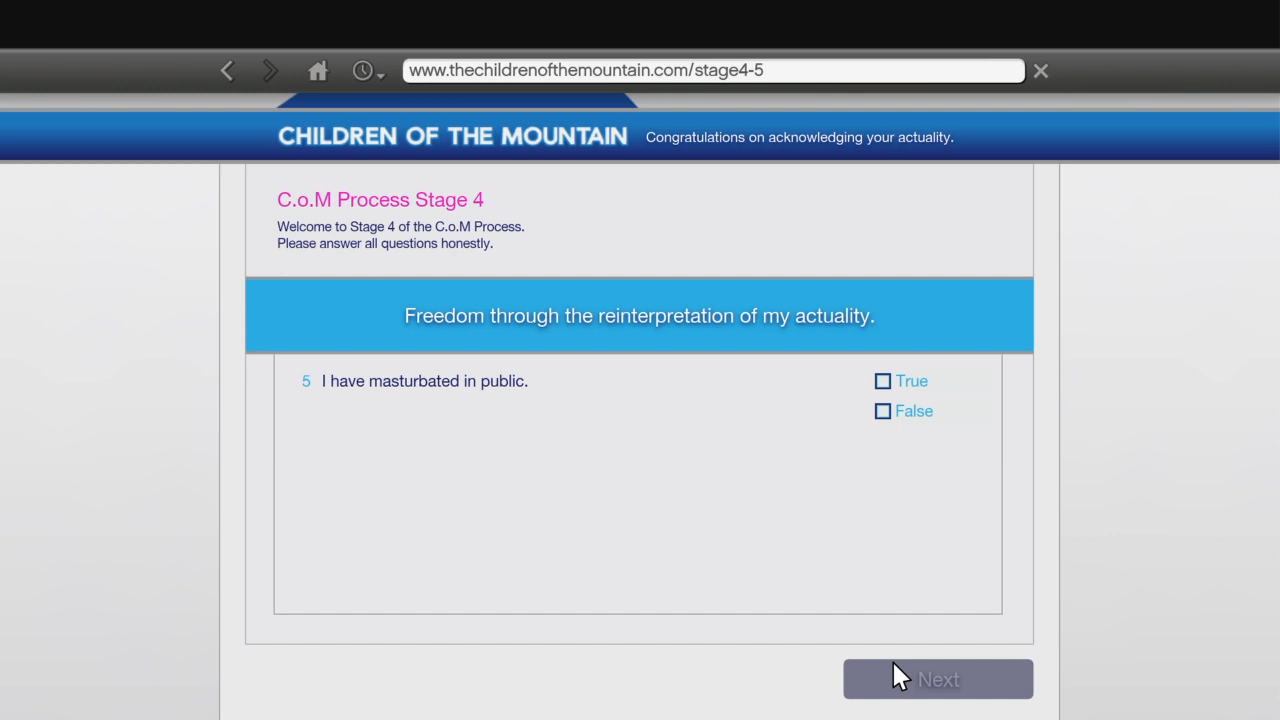 www.thechildrenofthemountain.com/stage4-5
CHILDREN OF THE MOUNTAIN Congratulations on acknowledging your actuality.
C.o.M Process Stage 4
Welcome to Stage 4 of the C.o.M Process.
Please answer all questions honestly.
Freedom through the reinterpretation of my actuality.
5 I have masturbated in public. True
False
Next